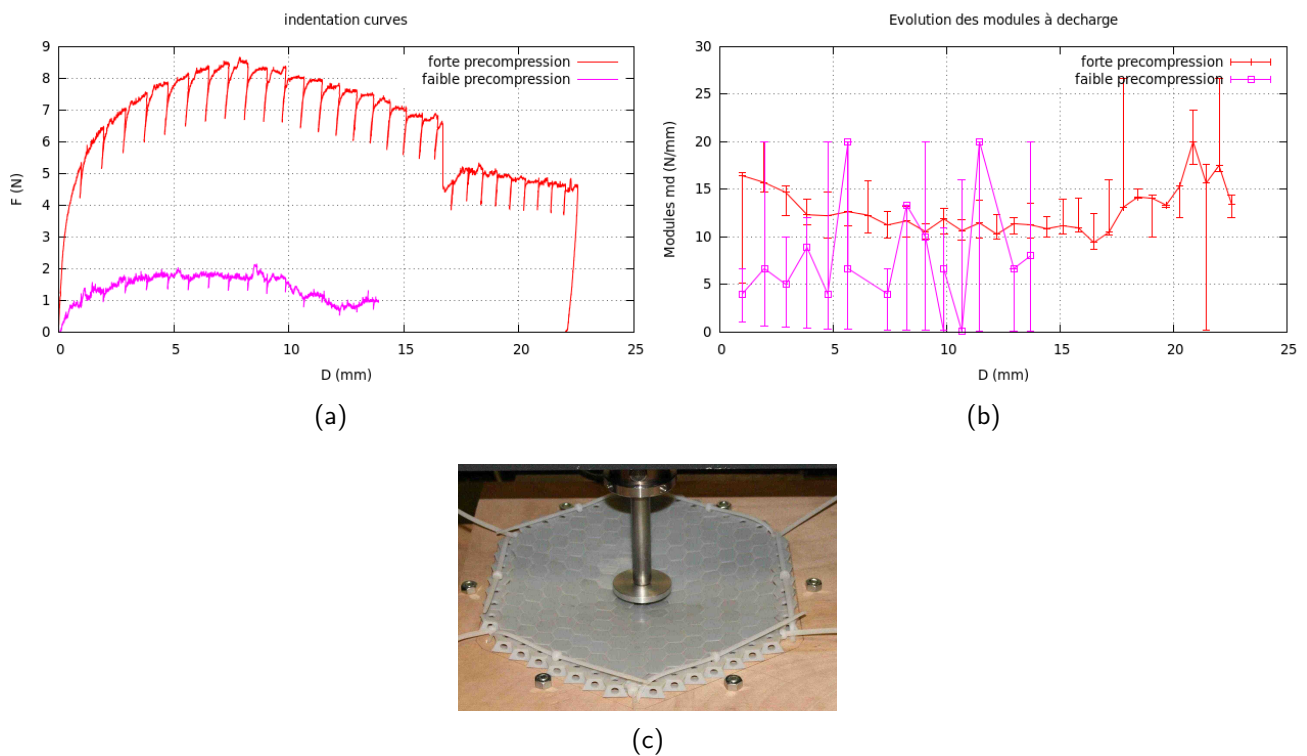 indentation curves
forte precompression
faible precompression
F (N)
9
8
7
6
5
4
3
2
1
0
0 5 10 15 20 25
D (mm)
(a)
Evolution des modules à decharge
forte precompression
faible precompression
Modules md (N/mm)
30
25
20
15
10
5
0
0 5 10 15 20 25
D (mm)
(b)
(c)